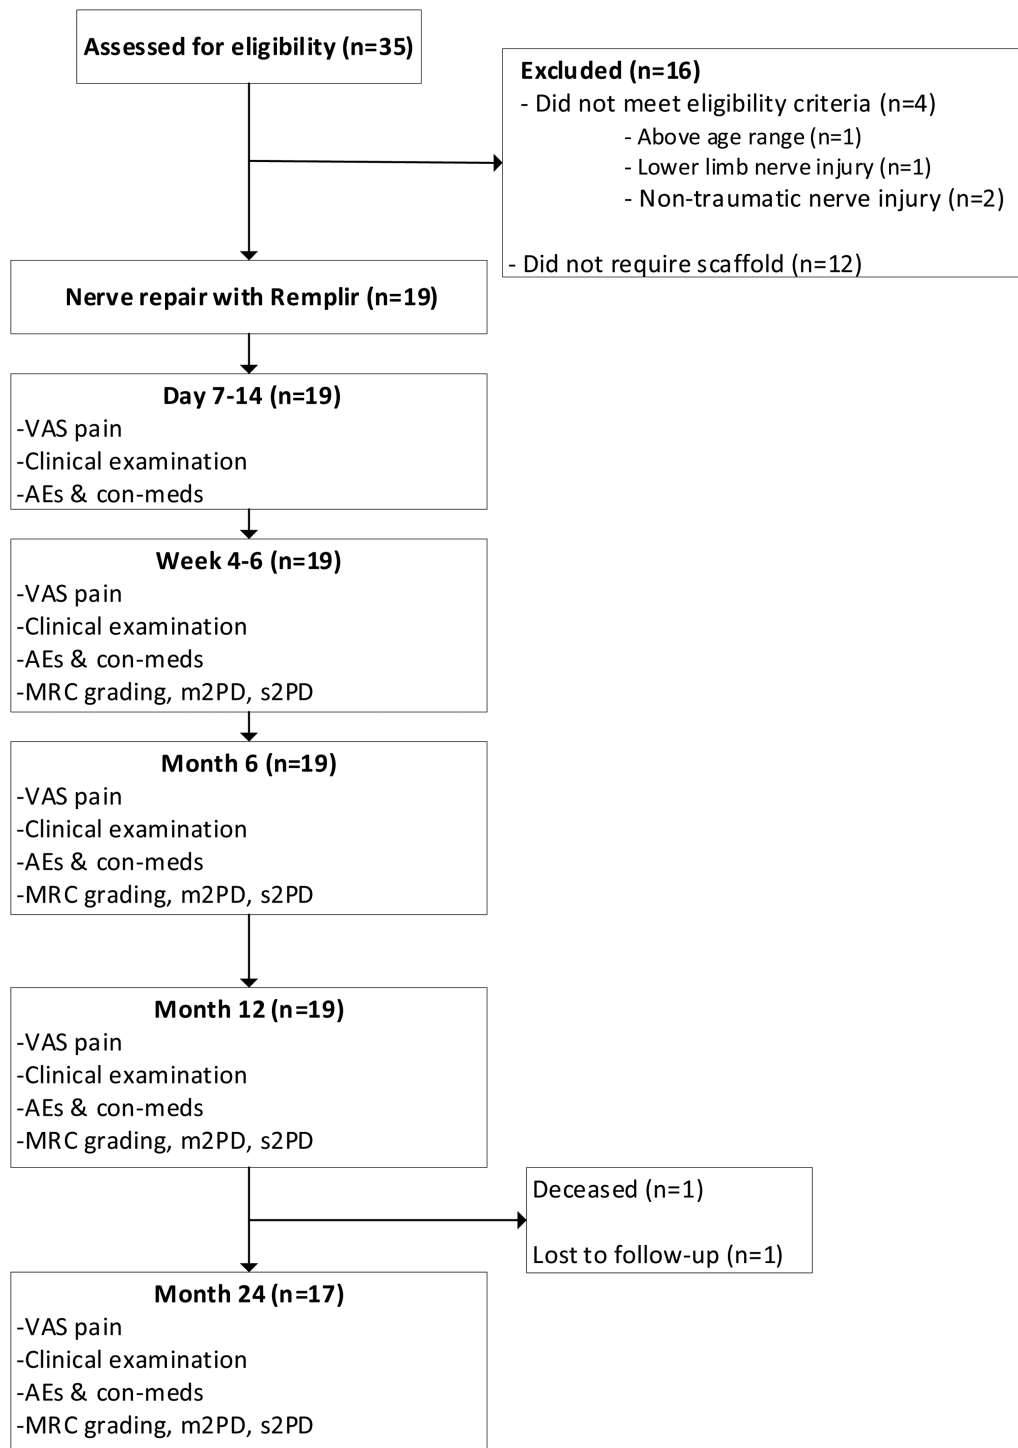 Assessed for eligibility (n=35)
Excluded (n=16)
- Did not meet eligibility criteria (n=4)
- Above age range (n=1)
- Lower limb nerve injury (n=1)
- Non-traumatic nerve injury (n=2)
- Did not require scaffold (n=12)
Nerve repair with Remplir (n=19)
Day 7-14 (n=19)
-VAS pain
-Clinical examination
-AEs & con-meds
Week 4-6 (n=19)
-VAS pain
-Clinical examination
-AEs & con-meds
-MRC grading, m2PD, s2PD
Month 6 (n=19)
-VAS pain
-Clinical examination
-AEs & con-meds
-MRC grading, m2PD, s2PD
Month 12 (n=19)
-VAS pain
-Clinical examination
-AEs & con-meds
-MRC grading, m2PD, s2PD
Deceased (n=1)
Lost to follow-up (n=1)
Month 24 (n=17)
-VAS pain
-Clinical examination
-AEs & con-meds
-MRC grading, m2PD, s2PD